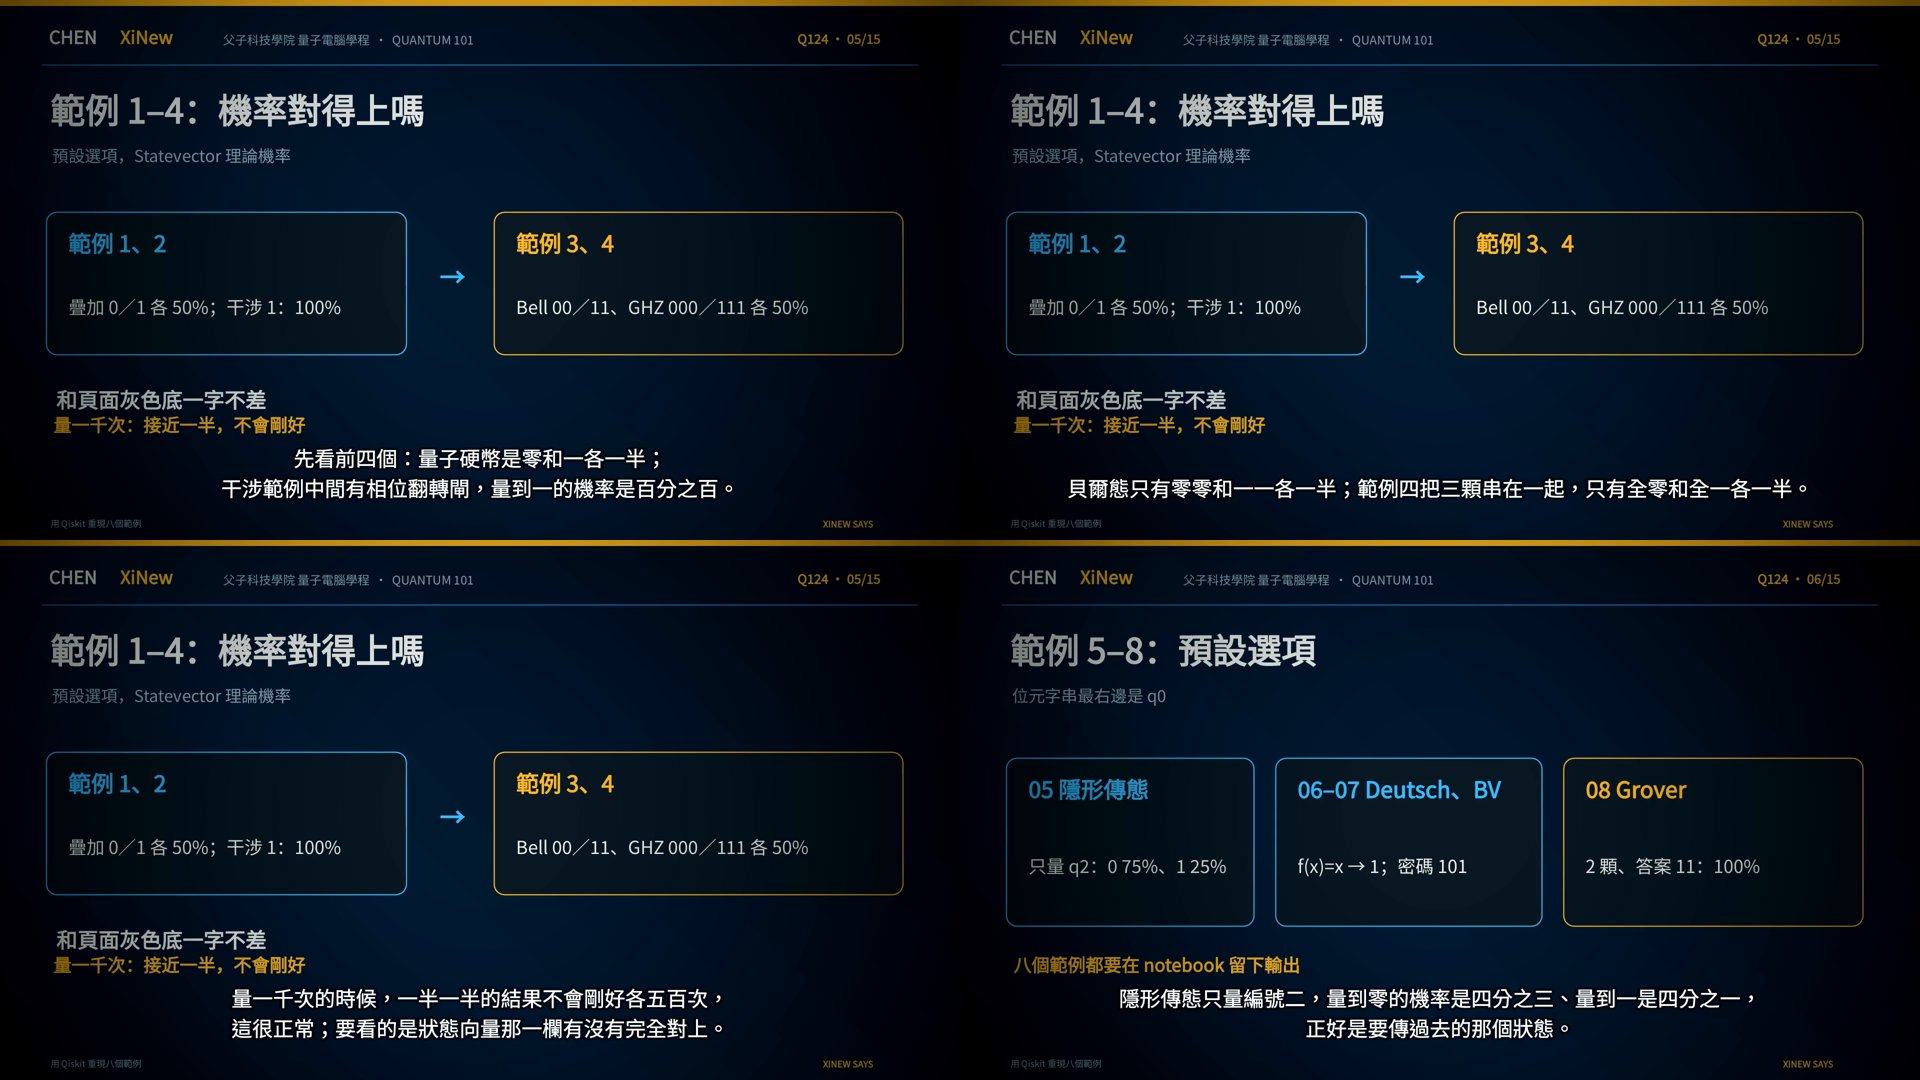 CHEN XiNew 父子科技學院 量子電腦學程 · QUANTUM 101 Q124 · 05/15
範例 1–4：機率對得上嗎
預設選項，Statevector 理論機率
範例 1、2
疊加 0／1 各 50%；干涉 1：100%
→
範例 3、4
Bell 00／11、GHZ 000／111 各 50%
和頁面灰色底一字不差
量一千次：接近一半，不會剛好
先看前四個：量子硬幣是零和一各一半；
干涉範例中間有相位翻轉閘，量到一的機率是百分之百。
用 Qiskit 重現八個範例 XINEW SAYS
CHEN XiNew 父子科技學院 量子電腦學程 · QUANTUM 101 Q124 · 05/15
範例 1–4：機率對得上嗎
預設選項，Statevector 理論機率
範例 1、2
疊加 0／1 各 50%；干涉 1：100%
→
範例 3、4
Bell 00／11、GHZ 000／111 各 50%
和頁面灰色底一字不差
量一千次：接近一半，不會剛好
貝爾態只有零零和一一各一半；範例四把三顆串在一起，只有全零和全一各一半。
用 Qiskit 重現八個範例 XINEW SAYS
CHEN XiNew 父子科技學院 量子電腦學程 · QUANTUM 101 Q124 · 05/15
範例 1–4：機率對得上嗎
預設選項，Statevector 理論機率
範例 1、2
疊加 0／1 各 50%；干涉 1：100%
→
範例 3、4
Bell 00／11、GHZ 000／111 各 50%
和頁面灰色底一字不差
量一千次：接近一半，不會剛好
量一千次的時候，一半一半的結果不會剛好各五百次，
這很正常；要看的是狀態向量那一欄有沒有完全對上。
用 Qiskit 重現八個範例 XINEW SAYS
CHEN XiNew 父子科技學院 量子電腦學程 · QUANTUM 101 Q124 · 06/15
範例 5–8：預設選項
位元字串最右邊是 q0
05 隱形傳態
只量 q2：0 75%、1 25%
06–07 Deutsch、BV
f(x)=x → 1；密碼 101
08 Grover
2 顆、答案 11：100%
八個範例都要在 notebook 留下輸出
隱形傳態只量編號二，量到零的機率是四分之三、量到一是四分之一，
正好是要傳過去的那個狀態。
用 Qiskit 重現八個範例 XINEW SAYS